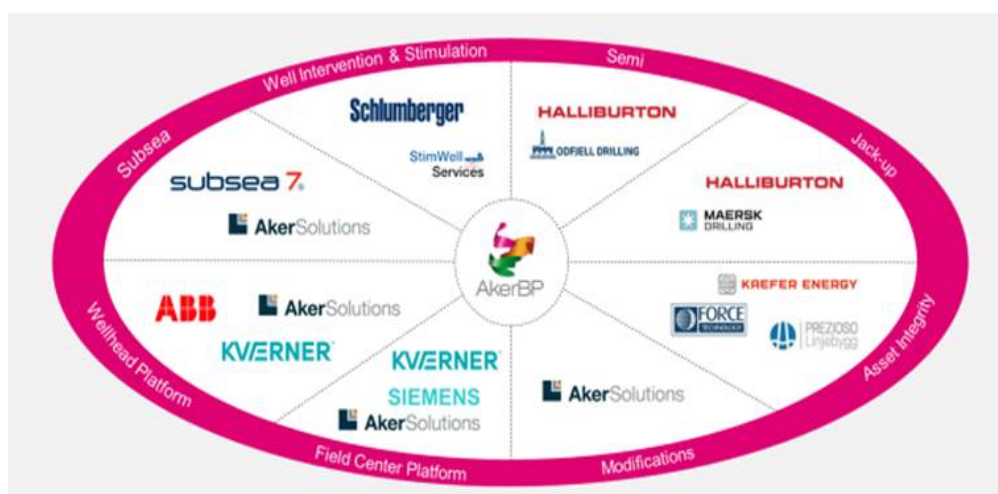 Well Intervention & Stimulation
Semi
Jack-up
Asset Integrity
Modifications
Field Center Platform
Wellhead Platform
Subsea
Schlumberger
StimWell
Services
HALLIBURTON
ODFJELL DRILLING
HALLIBURTON
MAERSK
DRILLING
KAEFER ENERGY
FORCE
TECHNOLOGY
PREZIOSO
Linjebygg
AkerSolutions
KVÆRNER
SIEMENS
AkerSolutions
ABB
AkerSolutions
KVÆRNER
subsea 7
AkerSolutions
AkerBP